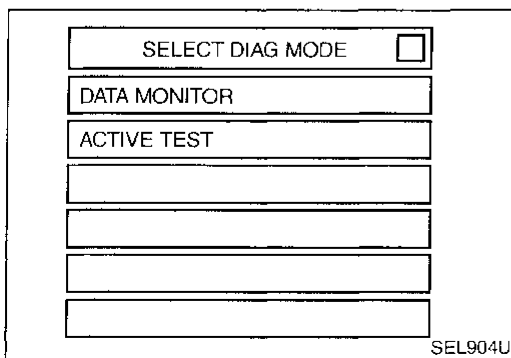 SELECT DIAG MODE
DATA MONITOR
ACTIVE TEST
SEL904U